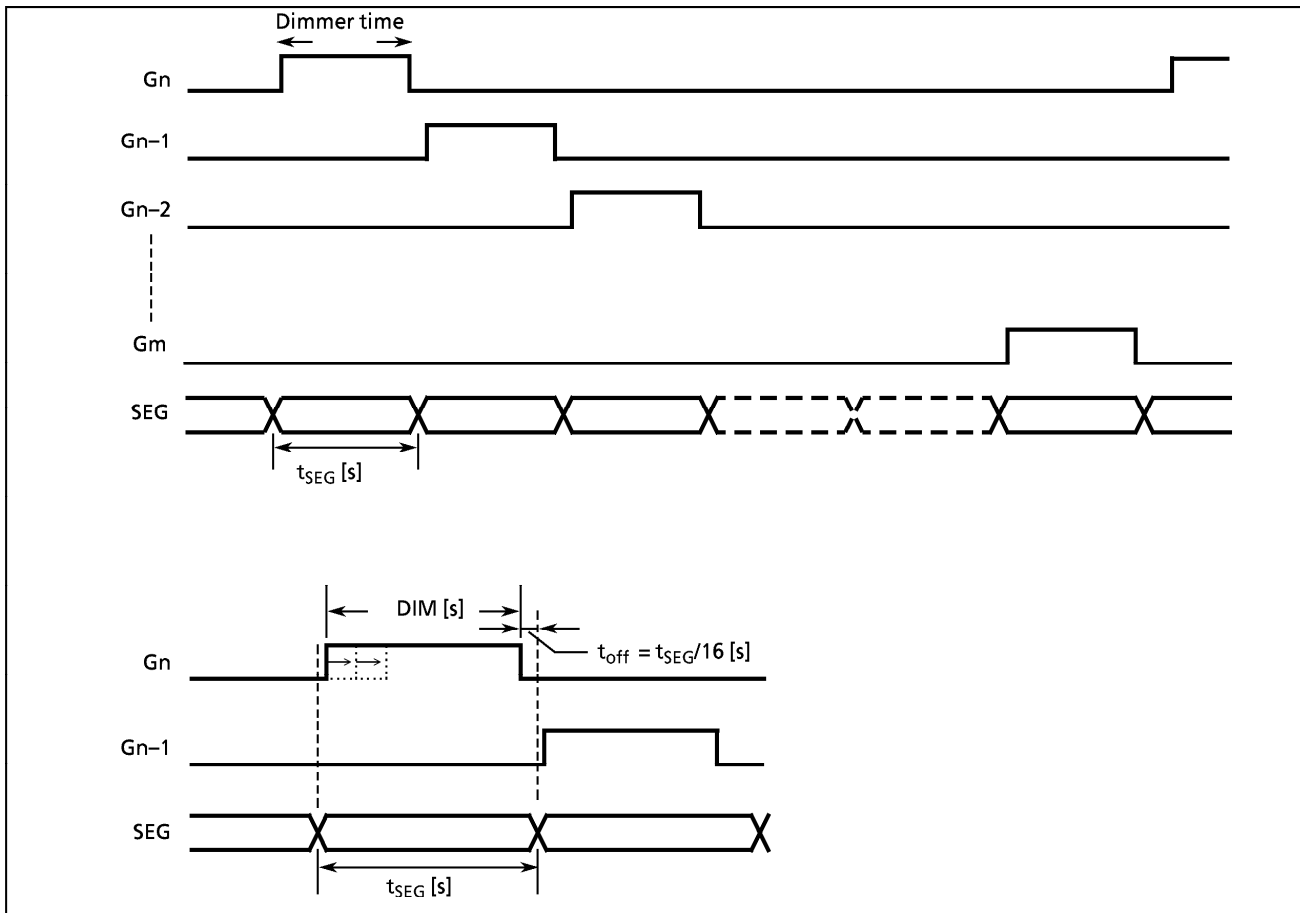 Dimmer time
Gn
Gn–1
Gn–2
Gm
SEG
tSEG [s]
DIM [s]
toff = tSEG/16 [s]
Gn
Gn–1
SEG
tSEG [s]